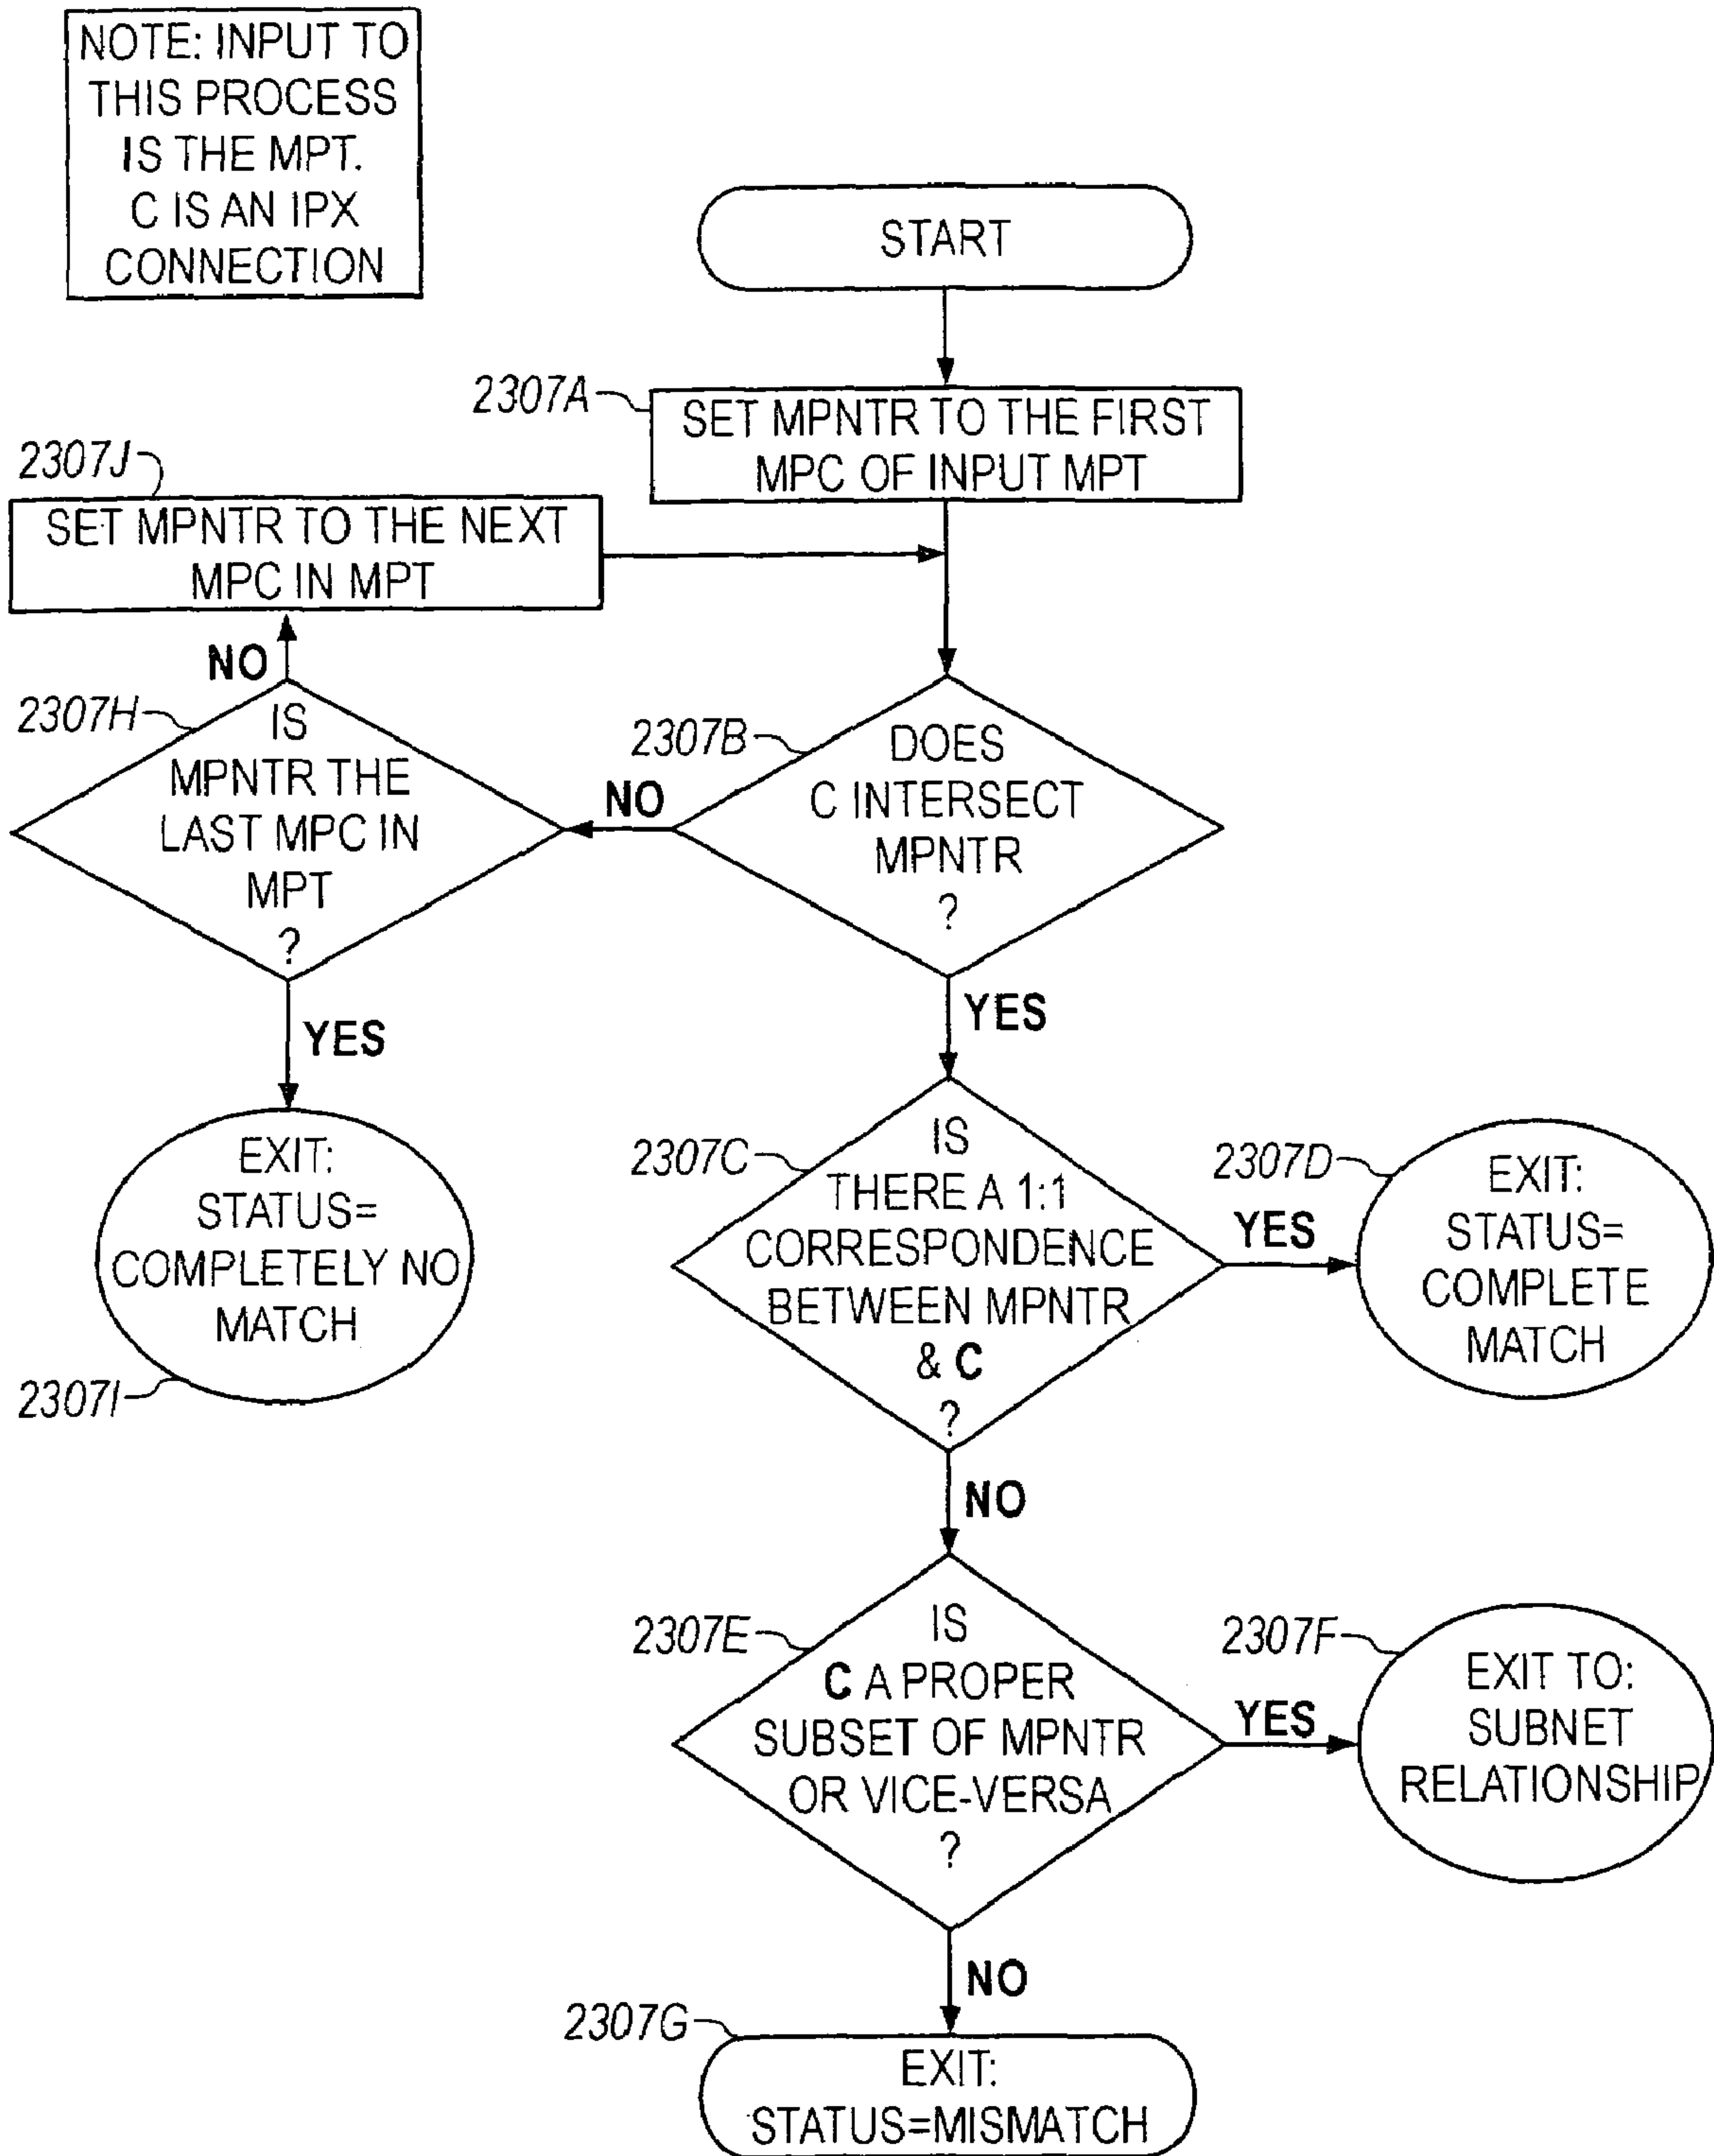 NOTE: INPUT TO
THIS PROCESS
IS THE MPT.
C IS AN IPX
CONNECTION
START
2307A
SET MPNTR TO THE FIRST
MPC OF INPUT MPT
2307J
SET MPNTR TO THE NEXT
MPC IN MPT
NO
2307H
IS
MPNTR THE
LAST MPC IN
MPT
?
NO
2307B
DOES
C INTERSECT
MPNTR
?
YES
YES
EXIT:
STATUS=
COMPLETELY NO
MATCH
2307I
2307C
IS
THERE A 1:1
CORRESPONDENCE
BETWEEN MPNTR
& C
?
YES
2307D
EXIT:
STATUS=
COMPLETE
MATCH
NO
2307E
IS
C A PROPER
SUBSET OF MPNTR
OR VICE-VERSA
?
YES
2307F
EXIT TO:
SUBNET
RELATIONSHIP
NO
2307G
EXIT:
STATUS=MISMATCH